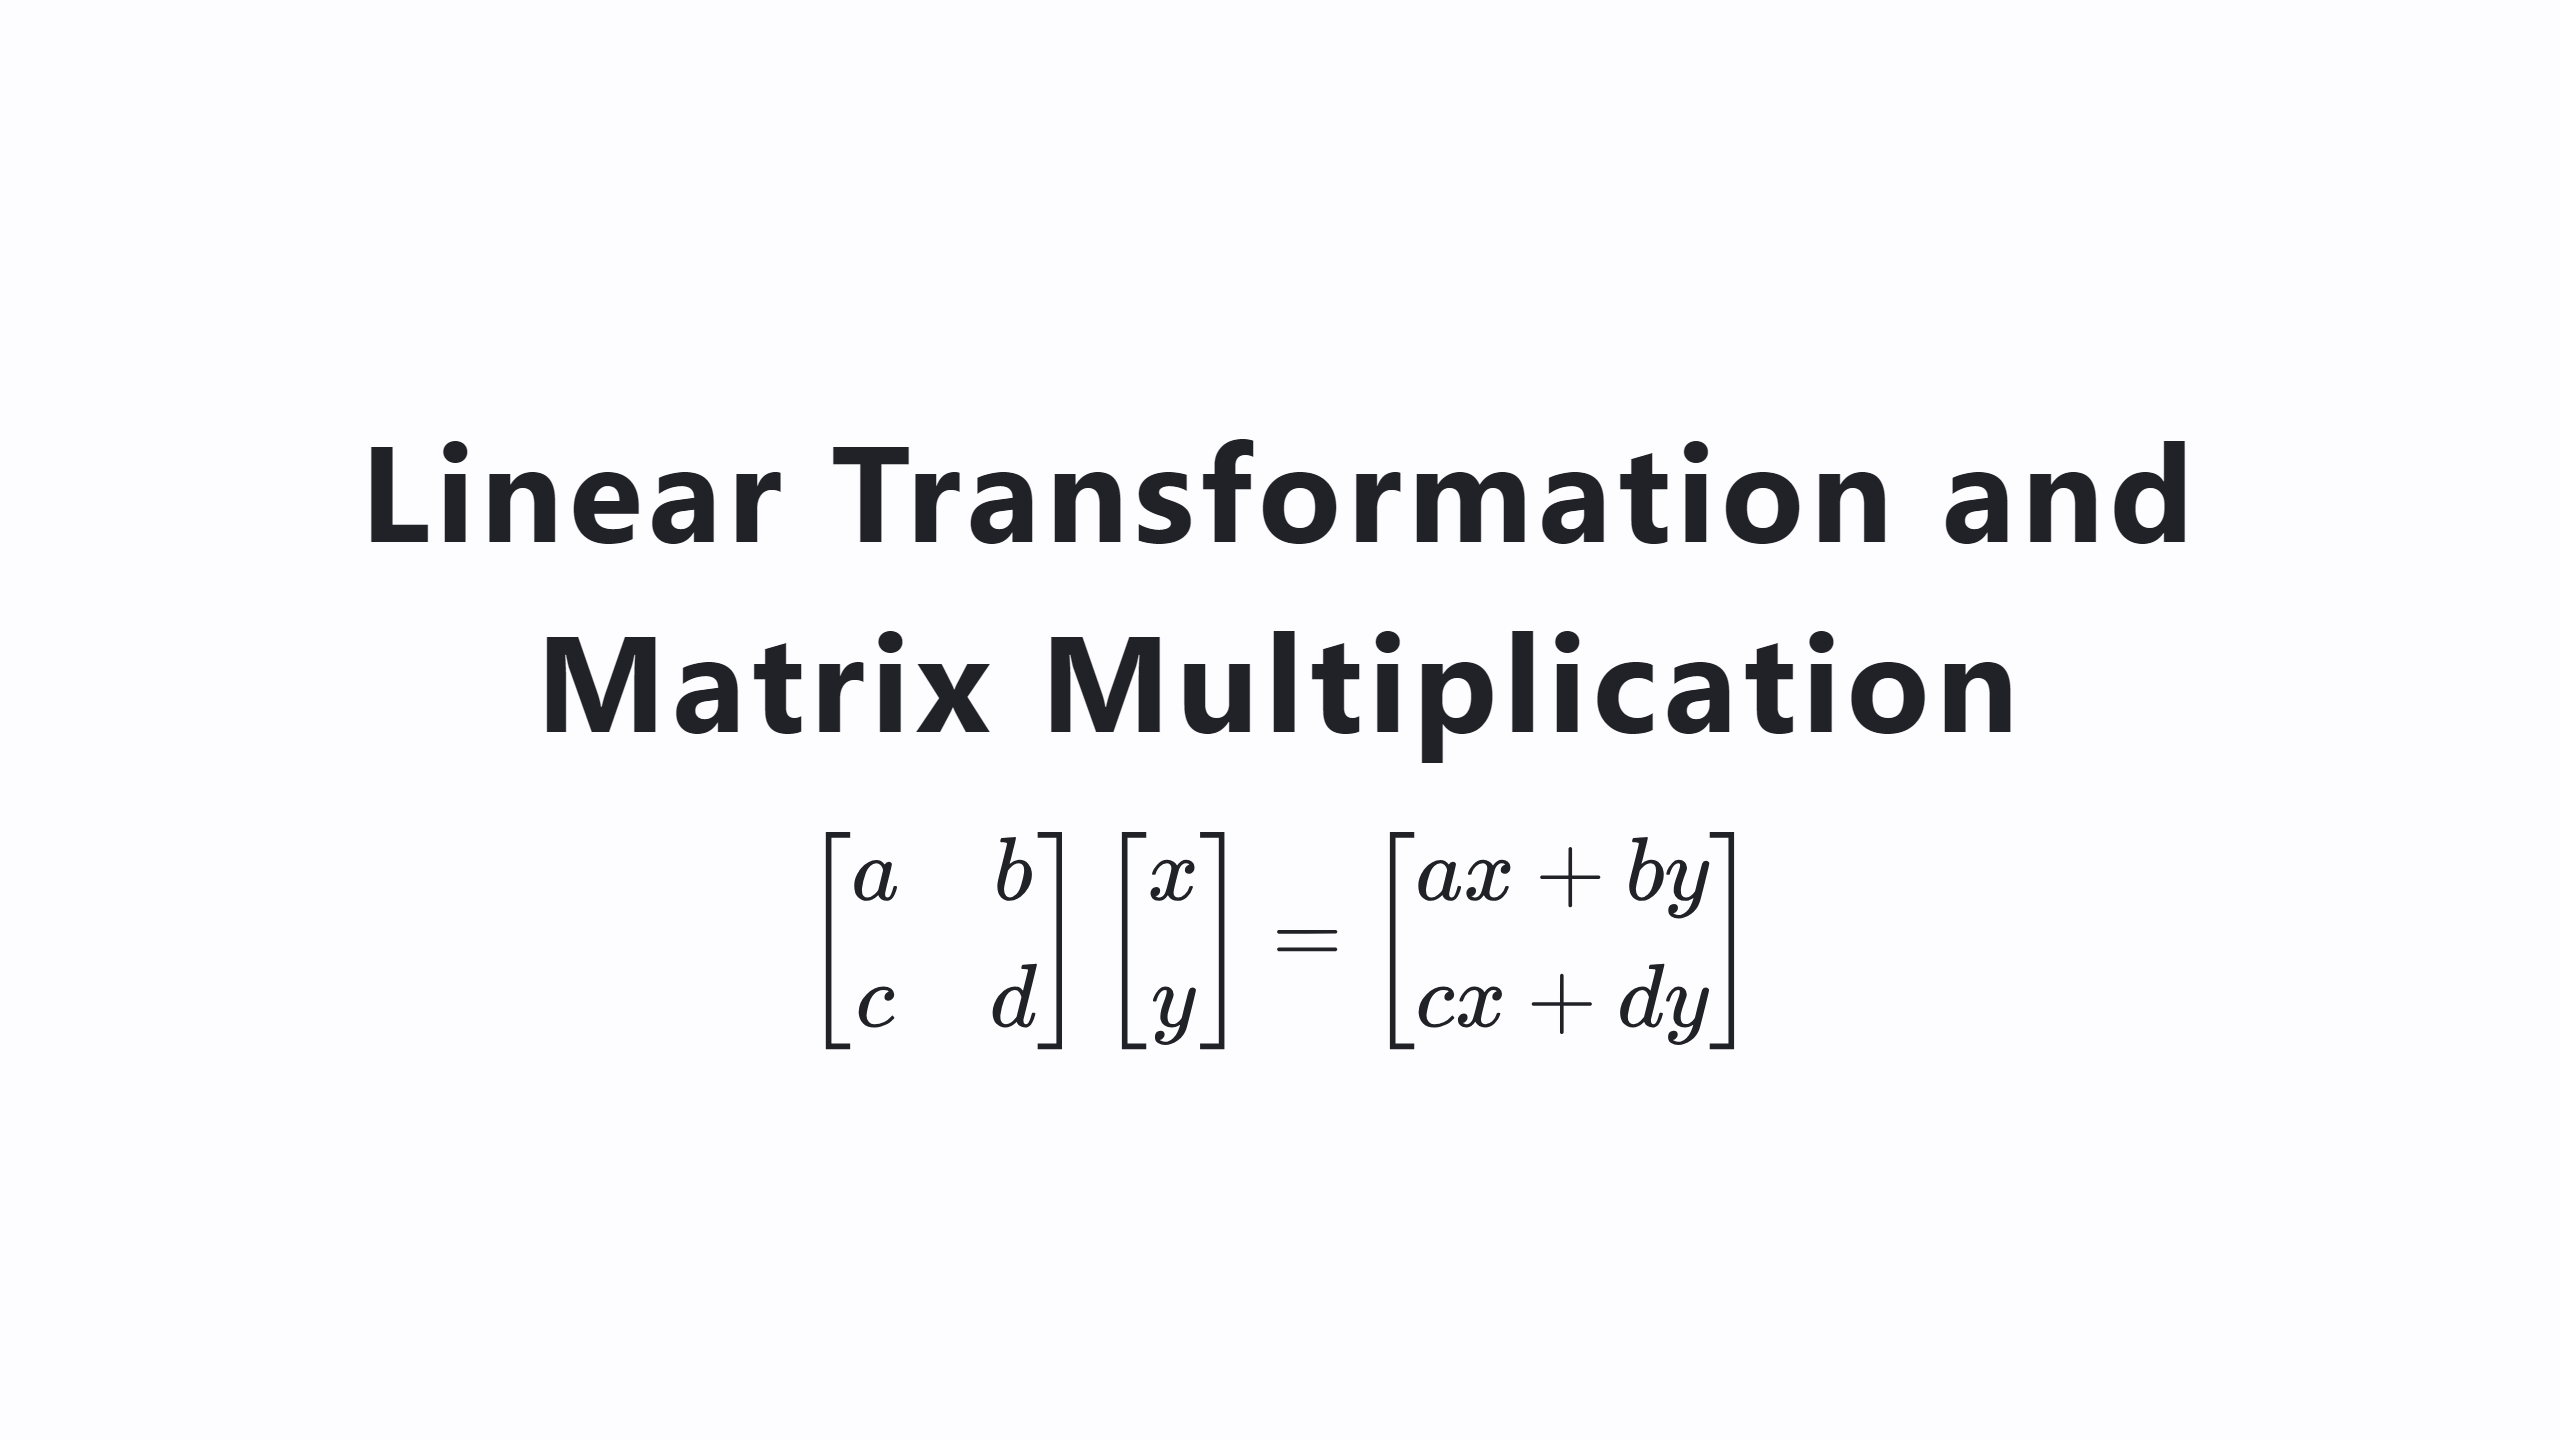 Linear Transformation and
Matrix Multiplication
[a b] [x] = [ax + by]
[c d] [y] [cx + dy]